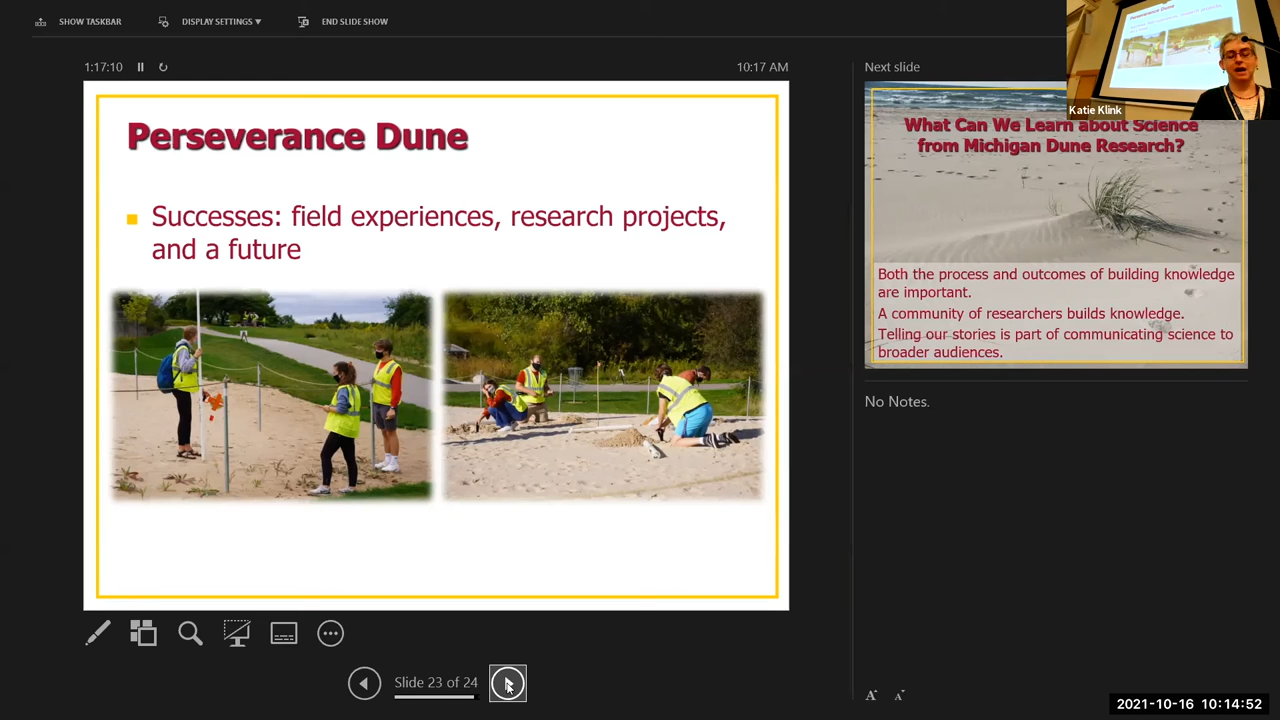 SHOW TASKBAR
DISPLAY SETTINGS
END SLIDE SHOW
1:17:10
10:17 AM
Perseverance Dune
Successes: field experiences, research projects,
and a future
Slide 23 of 24
Next slide
Perseverance Dune
Katie Klink
What Can We Learn about Science
from Michigan Dune Research?
Both the process and outcomes of building knowledge
are important.
A community of researchers builds knowledge.
Telling our stories is part of communicating science to
broader audiences.
No Notes.
A A
2021-10-16 10:14:52